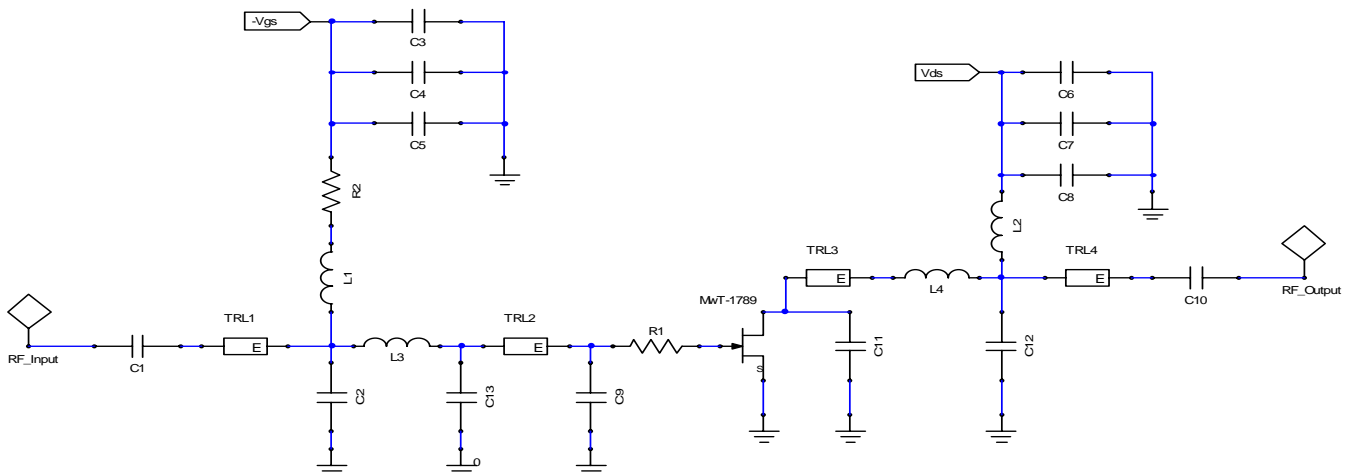 -Vgs
C3
C4
C5
R2
L1
Vds
C6
C7
C8
L2
TRL3
E
L4
TRL4
E
C10
RF_Output
MwT-1789
RF_Input
C1
TRL1
E
L3
TRL2
E
R1
S
C11
C12
C2
C13
C9
0